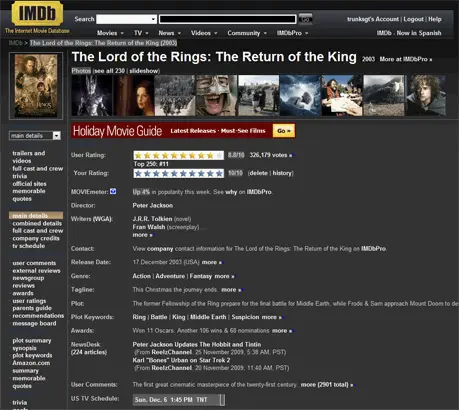 IMDb
The Internet Movie Database
Search
trunksgt's Account | Logout | Help
Movies TV News Videos Community IMDbPro
IMDb - Now in Spanish
IMDb > The Lord of the Rings: The Return of the King (2003)
The Lord of the Rings: The Return of the King 2003 More at IMDbPro »
Photos (see all 230 | slideshow)
Holiday Movie Guide Latest Releases · Must-See Films Go »
main details
trailers and
videos
full cast and crew
trivia
official sites
memorable
quotes
main details
combined details
full cast and crew
company credits
tv schedule
user comments
external reviews
newsgroup
reviews
awards
user ratings
parents guide
recommendations
message board
plot summary
synopsis
plot keywords
Amazon.com
summary
memorable
quotes
trivia
User Rating: 8.8/10 326,179 votes »
Top 250: #11
Your Rating: 10/10 (delete | history)
MOVIEmeter: Up 4% in popularity this week. See why on IMDbPro.
Director: Peter Jackson
Writers (WGA): J.R.R. Tolkien (novel)
Fran Walsh (screenplay) ...
more »
Contact: View company contact information for The Lord of the Rings: The Return of the King on IMDbPro.
Release Date: 17 December 2003 (USA) more »
Genre: Action | Adventure | Fantasy more »
Tagline: This Christmas the journey ends. more »
Plot: The former Fellowship of the Ring prepare for the final battle for Middle Earth, while Frodo & Sam approach Mount Doom to de
Plot Keywords: Ring | Battle | King | Middle Earth | Suspicion more »
Awards: Won 11 Oscars. Another 106 wins & 68 nominations more »
NewsDesk
(224 articles)
Peter Jackson Updates The Hobbit and Tintin
(From ReelzChannel. 25 November 2009, 5:38 AM, PST)
Karl "Bones" Urban on Star Trek 2
(From ReelzChannel. 20 November 2009, 11:40 AM, PST)
User Comments: The first great cinematic masterpiece of the twenty-first century. more (2901 total) »
US TV Schedule: Sun. Dec. 6 1:45 PM TNT